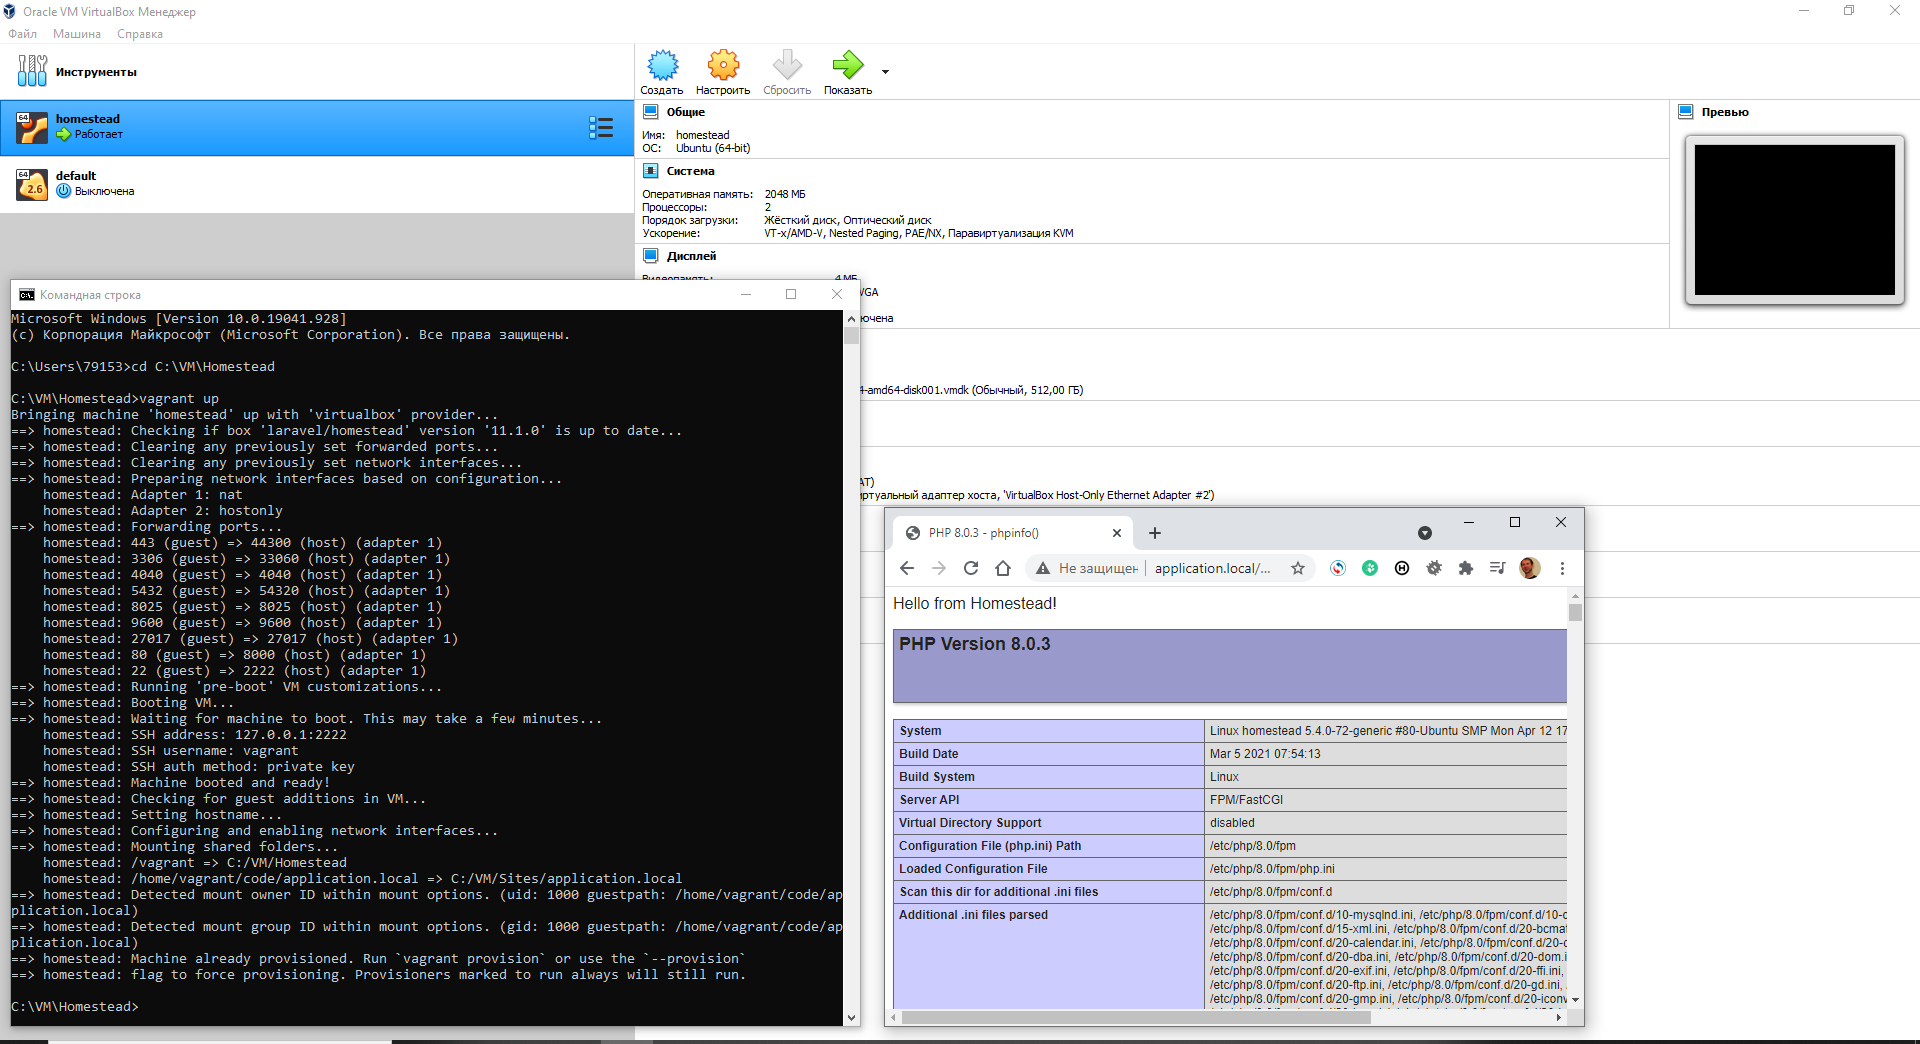 Oracle VM VirtualBox Менеджер
Файл Машина Справка
Инструменты
64
homestead
Работает
64
2.6
default
Выключена
Создать Настроить Сбросить Показать
Общие
Имя: homestead
ОС: Ubuntu (64-bit)
Система
Оперативная память: 2048 МБ
Процессоры: 2
Порядок загрузки: Жёсткий диск, Оптический диск
Ускорение: VT-x/AMD-V, Nested Paging, PAE/NX, Паравиртуализация KVM
Дисплей
Видеопамять: 4 МБ
VGA
ючена
4-amd64-disk001.vmdk (Обычный, 512,00 ГБ)
AT)
иртуальный адаптер хоста, 'VirtualBox Host-Only Ethernet Adapter #2')
Превью
Командная строка
Microsoft Windows [Version 10.0.19041.928]
(c) Корпорация Майкрософт (Microsoft Corporation). Все права защищены.
C:\Users\79153>cd C:\VM\Homestead
C:\VM\Homestead>vagrant up
Bringing machine 'homestead' up with 'virtualbox' provider...
==> homestead: Checking if box 'laravel/homestead' version '11.1.0' is up to date...
==> homestead: Clearing any previously set forwarded ports...
==> homestead: Clearing any previously set network interfaces...
==> homestead: Preparing network interfaces based on configuration...
homestead: Adapter 1: nat
homestead: Adapter 2: hostonly
==> homestead: Forwarding ports...
homestead: 443 (guest) => 44300 (host) (adapter 1)
homestead: 3306 (guest) => 33060 (host) (adapter 1)
homestead: 4040 (guest) => 4040 (host) (adapter 1)
homestead: 5432 (guest) => 54320 (host) (adapter 1)
homestead: 8025 (guest) => 8025 (host) (adapter 1)
homestead: 9600 (guest) => 9600 (host) (adapter 1)
homestead: 27017 (guest) => 27017 (host) (adapter 1)
homestead: 80 (guest) => 8000 (host) (adapter 1)
homestead: 22 (guest) => 2222 (host) (adapter 1)
==> homestead: Running 'pre-boot' VM customizations...
==> homestead: Booting VM...
==> homestead: Waiting for machine to boot. This may take a few minutes...
homestead: SSH address: 127.0.0.1:2222
homestead: SSH username: vagrant
homestead: SSH auth method: private key
==> homestead: Machine booted and ready!
==> homestead: Checking for guest additions in VM...
==> homestead: Setting hostname...
==> homestead: Configuring and enabling network interfaces...
==> homestead: Mounting shared folders...
homestead: /vagrant => C:/VM/Homestead
homestead: /home/vagrant/code/application.local => C:/VM/Sites/application.local
==> homestead: Detected mount owner ID within mount options. (uid: 1000 guestpath: /home/vagrant/code/ap
plication.local)
==> homestead: Detected mount group ID within mount options. (gid: 1000 guestpath: /home/vagrant/code/ap
plication.local)
==> homestead: Machine already provisioned. Run `vagrant provision` or use the `--provision`
==> homestead: flag to force provisioning. Provisioners marked to run always will still run.
C:\VM\Homestead>
PHP 8.0.3 - phpinfo()
Не защищен application.local/...
Hello from Homestead!
PHP Version 8.0.3
System Linux homestead 5.4.0-72-generic #80-Ubuntu SMP Mon Apr 12 17
Build Date Mar 5 2021 07:54:13
Build System Linux
Server API FPM/FastCGI
Virtual Directory Support disabled
Configuration File (php.ini) Path /etc/php/8.0/fpm
Loaded Configuration File /etc/php/8.0/fpm/php.ini
Scan this dir for additional .ini files /etc/php/8.0/fpm/conf.d
Additional .ini files parsed /etc/php/8.0/fpm/conf.d/10-mysqlnd.ini, /etc/php/8.0/fpm/conf.d/10-o
/etc/php/8.0/fpm/conf.d/15-xml.ini, /etc/php/8.0/fpm/conf.d/20-bcmat
/etc/php/8.0/fpm/conf.d/20-calendar.ini, /etc/php/8.0/fpm/conf.d/20-c
/etc/php/8.0/fpm/conf.d/20-dba.ini, /etc/php/8.0/fpm/conf.d/20-dom.i
/etc/php/8.0/fpm/conf.d/20-exif.ini, /etc/php/8.0/fpm/conf.d/20-ffi.ini,
/etc/php/8.0/fpm/conf.d/20-ftp.ini, /etc/php/8.0/fpm/conf.d/20-gd.ini,
/etc/php/8.0/fpm/conf.d/20-gmp.ini, /etc/php/8.0/fpm/conf.d/20-iconv